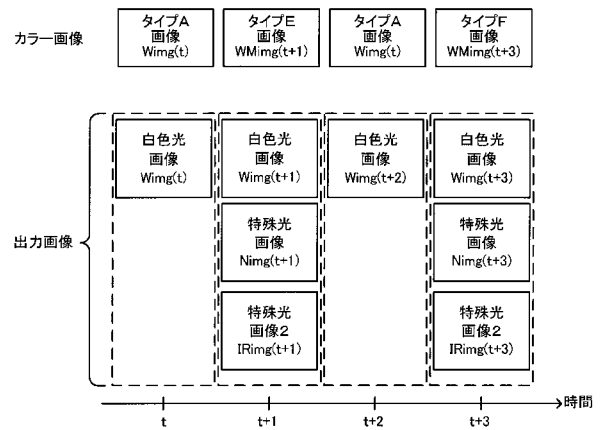 カラー画像
タイプA
画像
Wimg(t)
タイプE
画像
WMimg(t+1)
タイプA
画像
Wimg(t)
タイプF
画像
WMimg(t+3)
出力画像
白色光
画像
Wimg(t)
白色光
画像
Wimg(t+1)
白色光
画像
Wimg(t+2)
白色光
画像
Wimg(t+3)
特殊光
画像
Nimg(t+1)
特殊光
画像
Nimg(t+3)
特殊光
画像2
IRimg(t+1)
特殊光
画像2
IRimg(t+3)
時間
t
t+1
t+2
t+3